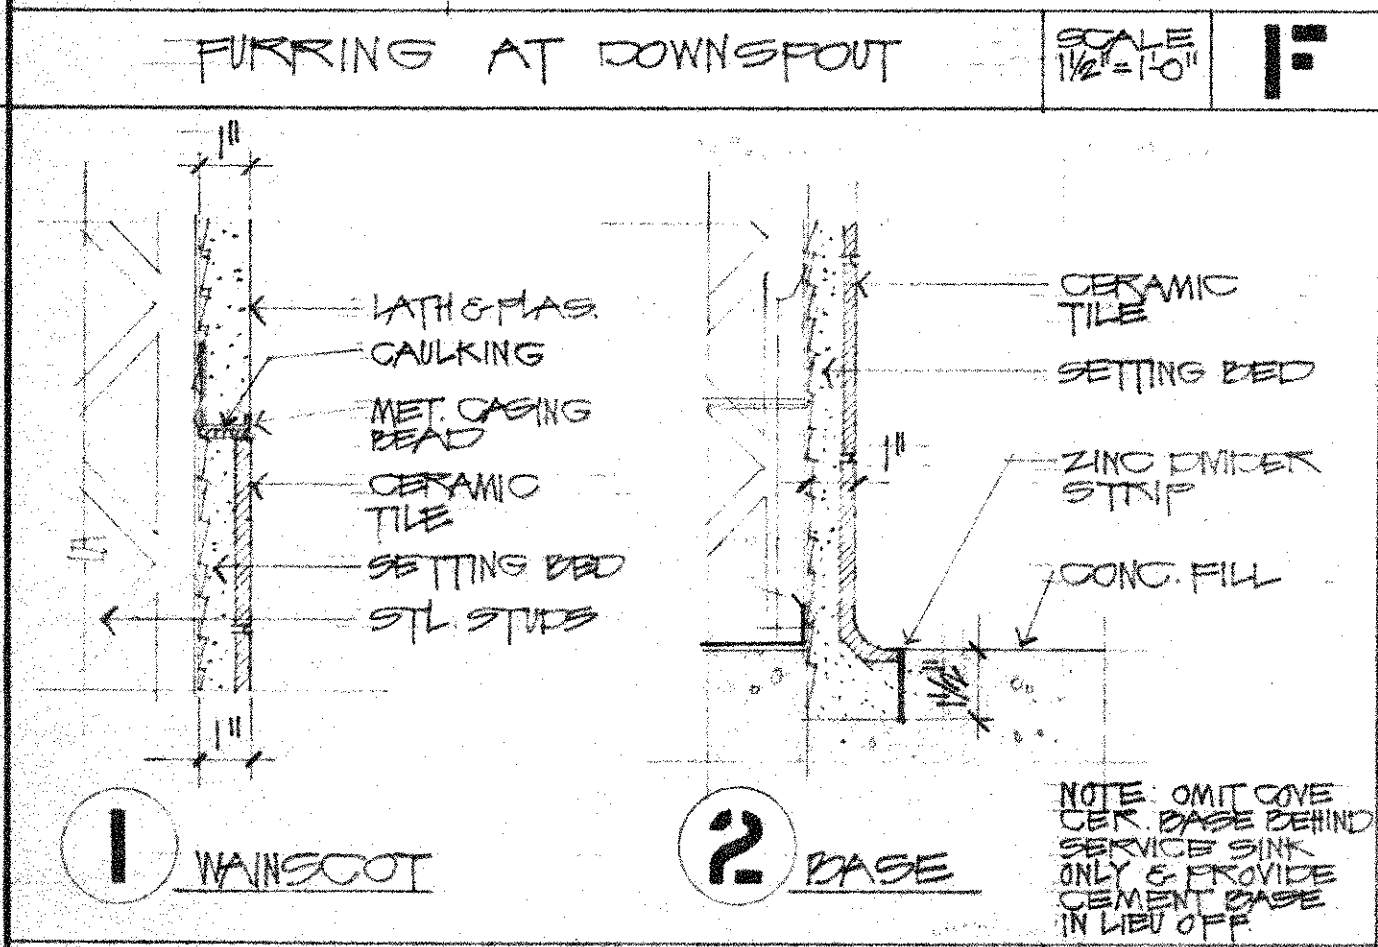 FURRING AT DOWNSPOUT
SCALE
1½"=1'-0"
F
1"
LATH & PLAS.
CAULKING
MET. CASING
BEAD
CERAMIC
TILE
SETTING BED
STL. STUDS
1"
1 WAINSCOT
CERAMIC
TILE
SETTING BED
1"
ZINC DIVIDER
STRIP
CONC. FILL
2 BASE
NOTE: OMIT COVE
CER. BASE BEHIND
SERVICE SINK
ONLY & PROVIDE
CEMENT BASE
IN LIEU OFF.